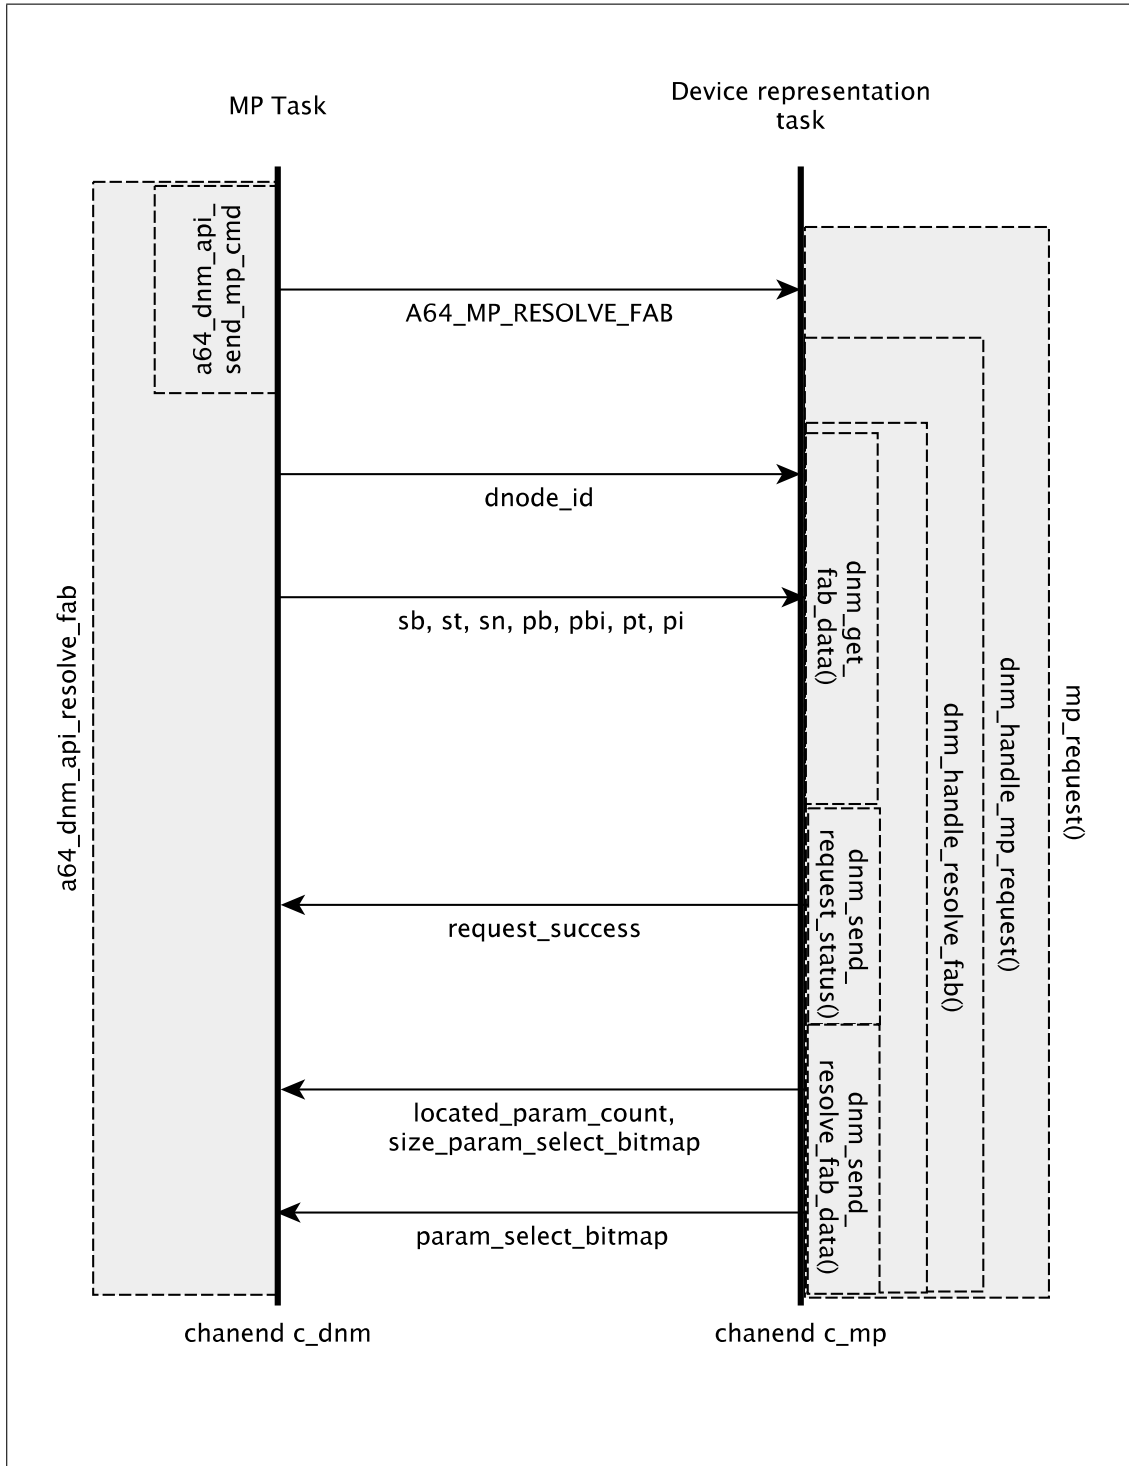 MP Task
Device representation
task
a64_dnm_api_
send_mp_cmd
A64_MP_RESOLVE_FAB
dnode_id
sb, st, sn, pb, pbi, pt, pi
dnm_get_
fab_data()
a64_dnm_api_resolve_fab
mp_request()
dnm_handle_mp_request()
dnm_handle_resolve_fab()
dnm_send_
request_status()
request_success
dnm_send_
resolve_fab_data()
located_param_count,
size_param_select_bitmap
param_select_bitmap
chanend c_dnm
chanend c_mp